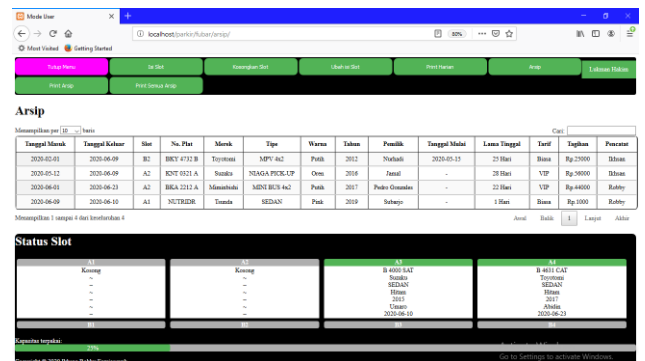 Mode User
localhost/parkir/lubar/arsip/
80%
Most Visited Getting Started
Tutup Menu Isi Slot Kosongkan Slot Ubah isi Slot Print Harian Arsip Lukman Hakim
Print Arsip Print Semua Arsip
Arsip
Menampilkan per 10 baris Cari:
Tanggal Masuk Tanggal Keluar Slot No. Plat Merek Tipe Warna Tahun Pemilik Tanggal Mulai Lama Tinggal Tarif Tagihan Pencatat
2020-02-01 2020-06-09 B2 BKY 4732 B Toyotomi MPV 4x2 Putih 2012 Norhadi 2020-05-15 25 Hari Biasa Rp.25000 Ikhsan
2020-05-12 2020-06-09 A2 KNT 0321 A Suzuku NIAGA PICK-UP Oren 2016 Jamal - 28 Hari VIP Rp.56000 Ikhsan
2020-06-01 2020-06-23 A2 BKA 2212 A MINI BUS 4x2 Putih 2017 Pedro Gonzales - 22 Hari VIP Rp.44000 Robby
2020-06-09 2020-06-10 A1 NUTRIDR SEDAN Pink 2019 Subarjo - 1 Hari Biasa Rp.1000 Robby
Menampilkan 1 sampai 4 dari keseluruhan 4 Awal Balik 1 Lanjut Akhir
Status Slot
A1 A2 A3 A4
Kosong Kosong B 4000 SAT B 4631 CAT
~ ~ Suzuku Toyotomi
~ ~ SEDAN SEDAN
~ ~ Hitam Hitam
~ ~ 2015 2017
~ ~ Umaro Abidin
~ ~ 2020-06-10 2020-06-23
B1 B2 B3 B4
Kapasitas terpakai:
25%
Go to Settings to activate Windows.